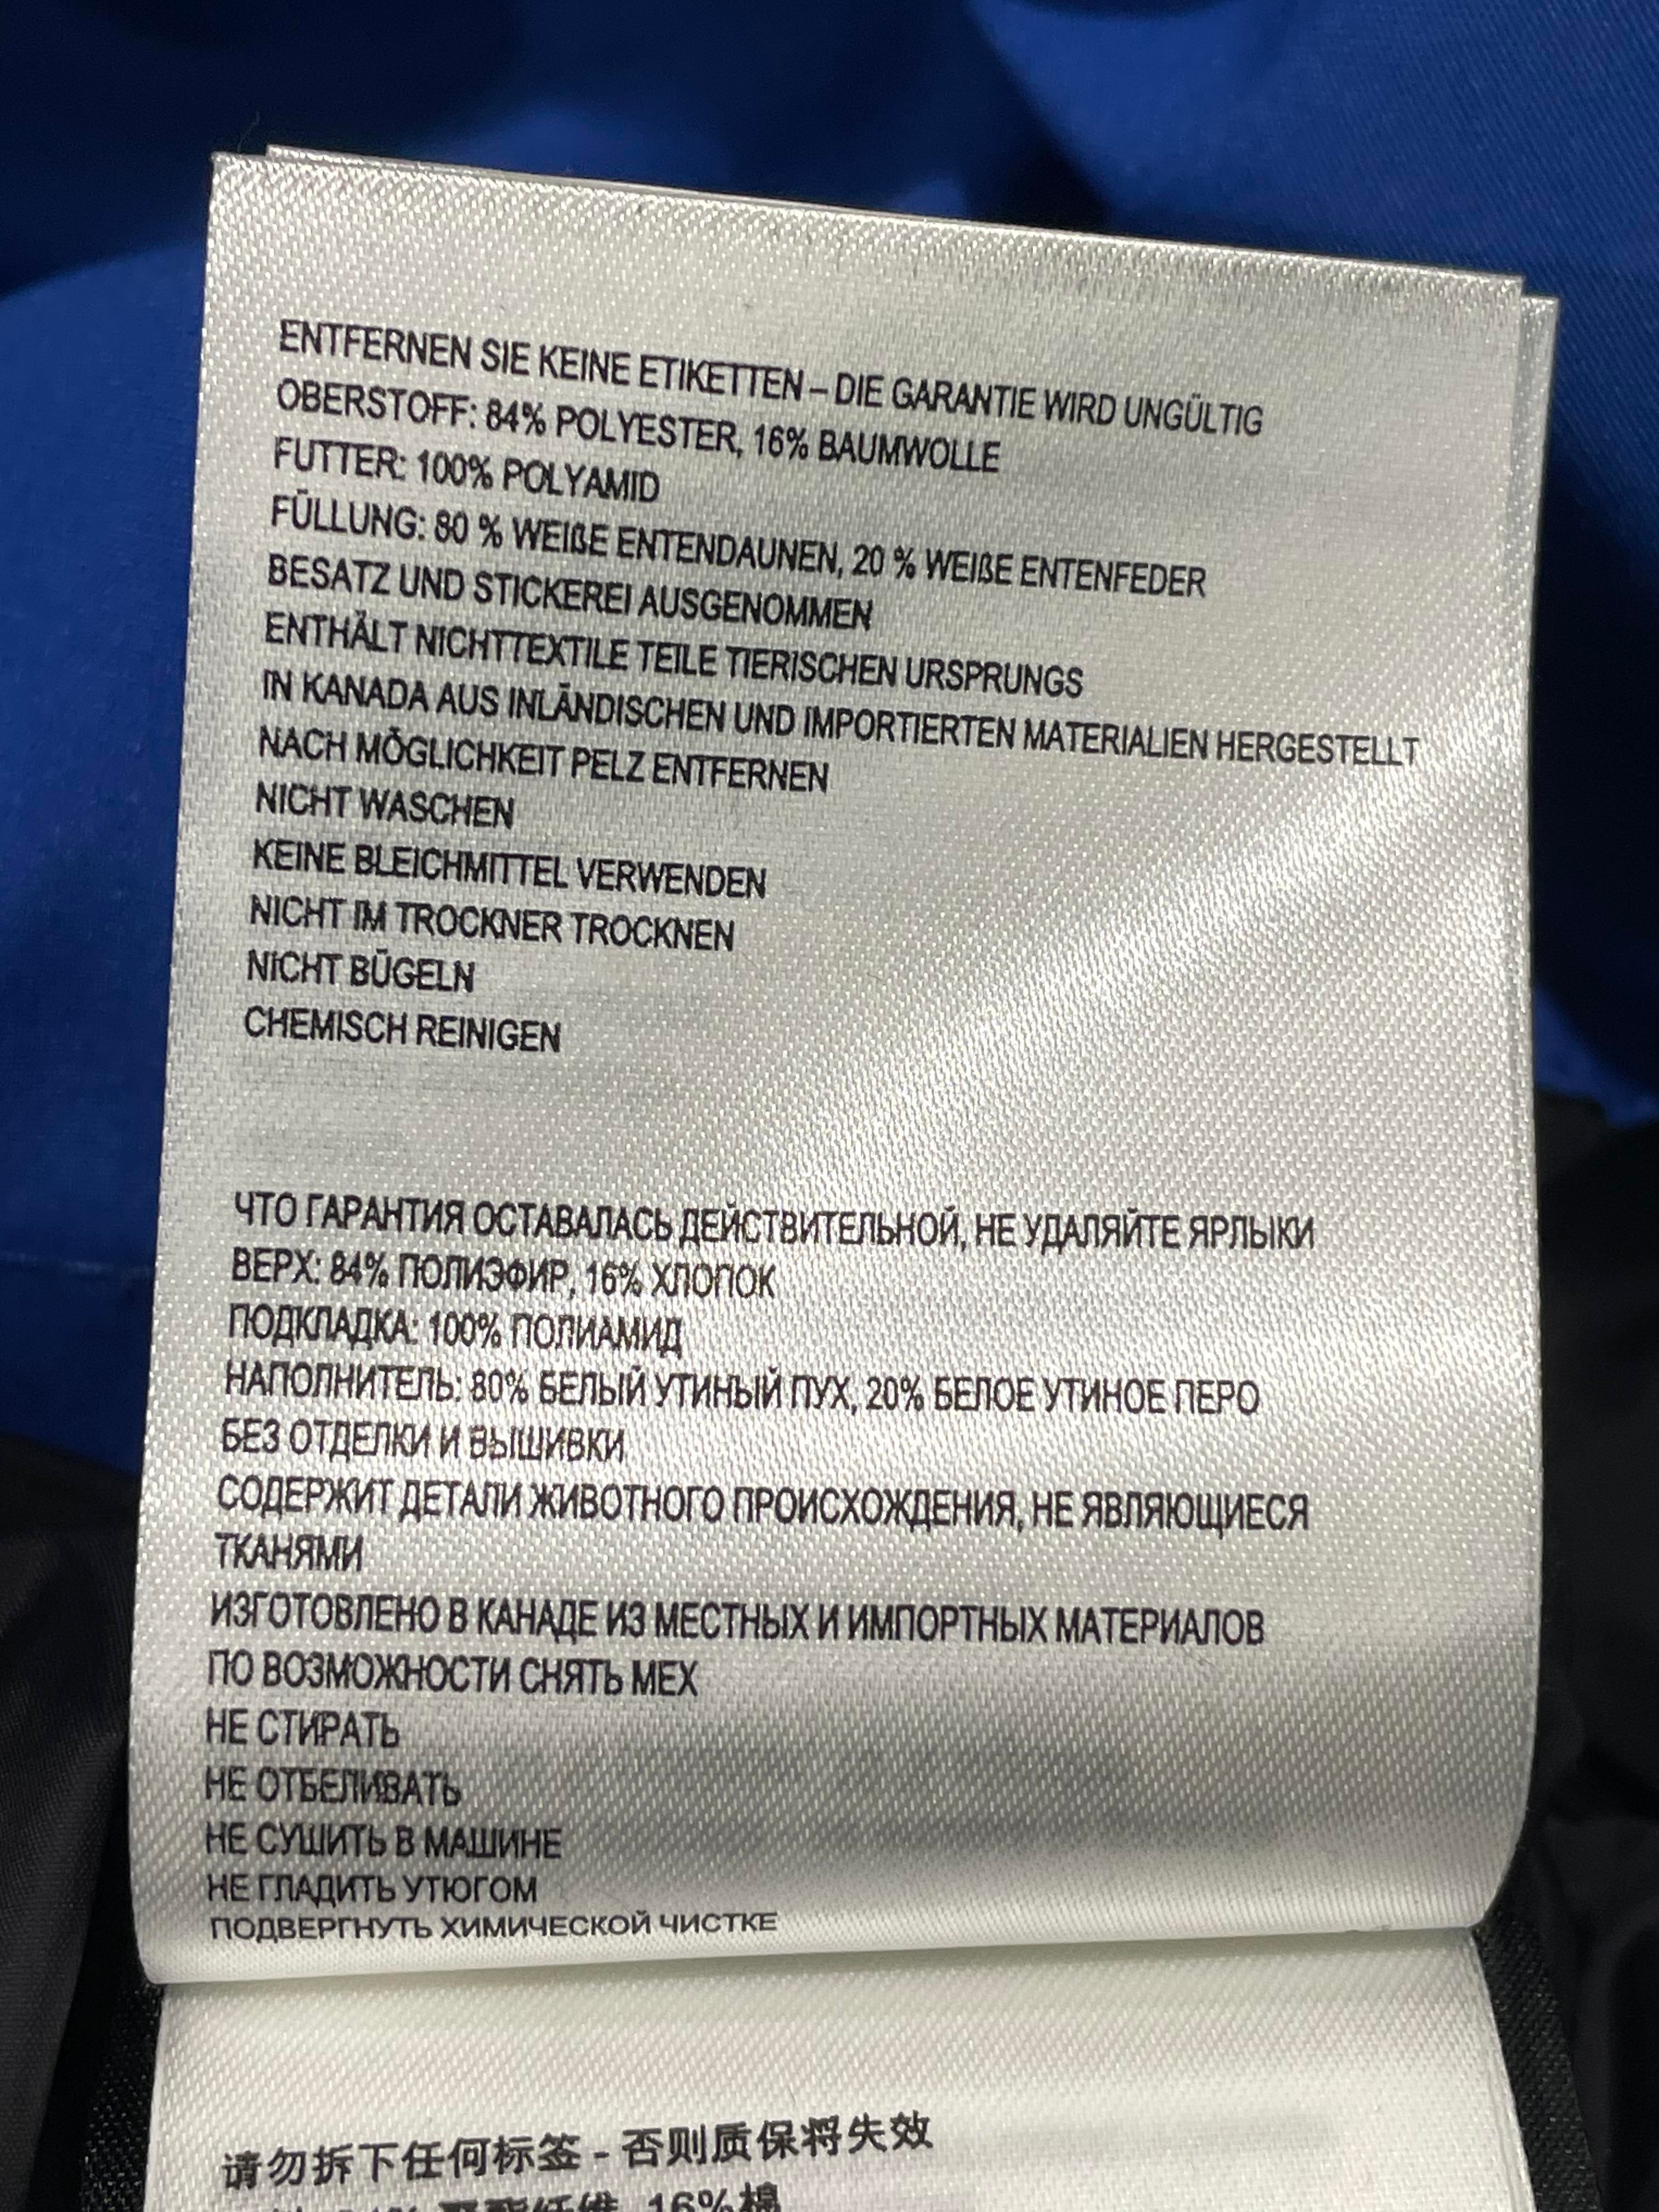 ENTFERNEN SIE KEINE ETIKETTEN – DIE GARANTIE WIRD UNGÜLTIG
OBERSTOFF: 84% POLYESTER, 16% BAUMWOLLE
FUTTER: 100% POLYAMID
FÜLLUNG: 80 % WEIßE ENTENDAUNEN, 20 % WEIßE ENTENFEDER
BESATZ UND STICKEREI AUSGENOMMEN
ENTHÄLT NICHTTEXTILE TEILE TIERISCHEN URSPRUNGS
IN KANADA AUS INLÄNDISCHEN UND IMPORTIERTEN MATERIALIEN HERGESTELLT
NACH MÖGLICHKEIT PELZ ENTFERNEN
NICHT WASCHEN
KEINE BLEICHMITTEL VERWENDEN
NICHT IM TROCKNER TROCKNEN
NICHT BÜGELN
CHEMISCH REINIGEN
ЧТО ГАРАНТИЯ ОСТАВАЛАСЬ ДЕЙСТВИТЕЛЬНОЙ, НЕ УДАЛЯЙТЕ ЯРЛЫКИ
ВЕРХ: 84% ПОЛИЭФИР, 16% ХЛОПОК
ПОДКЛАДКА: 100% ПОЛИАМИД
НАПОЛНИТЕЛЬ: 80% БЕЛЫЙ УТИНЫЙ ПУХ, 20% БЕЛОЕ УТИНОЕ ПЕРО
БЕЗ ОТДЕЛКИ И ВЫШИВКИ
СОДЕРЖИТ ДЕТАЛИ ЖИВОТНОГО ПРОИСХОЖДЕНИЯ, НЕ ЯВЛЯЮЩИЕСЯ
ТКАНЯМИ
ИЗГОТОВЛЕНО В КАНАДЕ ИЗ МЕСТНЫХ И ИМПОРТНЫХ МАТЕРИАЛОВ
ПО ВОЗМОЖНОСТИ СНЯТЬ МЕХ
НЕ СТИРАТЬ
НЕ ОТБЕЛИВАТЬ
НЕ СУШИТЬ В МАШИНЕ
НЕ ГЛАДИТЬ УТЮГОМ
ПОДВЕРГНУТЬ ХИМИЧЕСКОЙ ЧИСТКЕ
请勿拆下任何标签 - 否则质保将失效
聚酯纤维, 16%棉